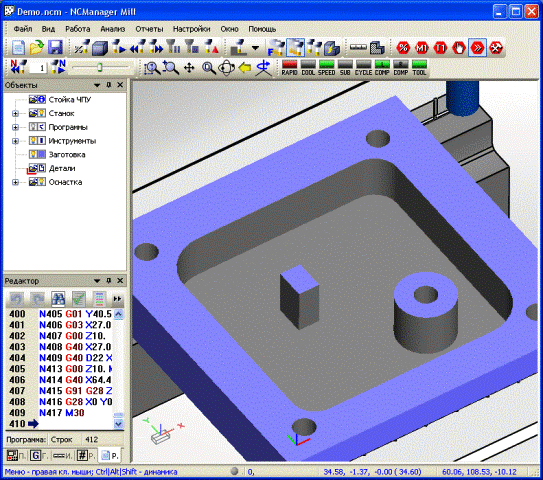 Demo.ncm - NCManager Mill
Файл Вид Работа Анализ Отчеты Настройки Окно Помощь
F
% M0 T1
N 1 N
RAPID COOL SPEED SUB CYCLE COMP COMP TOOL
Объекты
Стойка ЧПУ
Станок
Программы
Инструменты
Заготовка
Детали
Оснастка
Редактор
400 N405 G01 Y40.5
401 N406 G03 X27.0
402 N407 G00 Z10.
403 N408 G40 X27.0
404 N409 G40 D22 X
405 N413 G00 Z10. M
406 N414 G40 X64.4
407 N415 G91 G28 Z
408 N416 G28 X0 Y0
409 N417 M30
410
Программа: Строк 412
П. G Г. И. # Р. Р.
X
Y
Меню - правая кл. мыши; Ctrl|Alt|Shift - динамика 0, 34.58, -1.37, -0.00 ( 34.60) 60.06, 108.53, -10.12